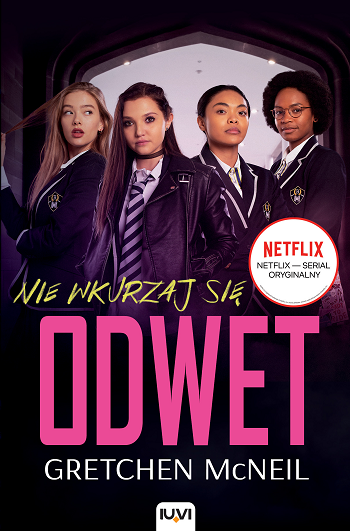 NETFLIX
NETFLIX — SERIAL
ORYGINALNY
NIE WKURZAJ SIĘ
ODWET
GRETCHEN McNEIL
IUVI